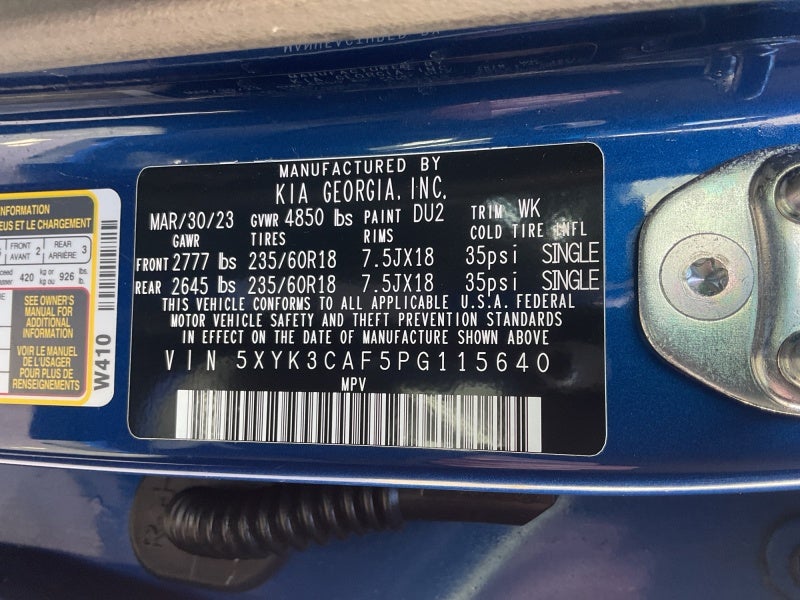 MANUFACTURED BY
KIA GEORGIA, INC.
MAR/30/23 GVWR 4850 lbs PAINT DU2 TRIM WK
GAWR TIRES RIMS COLD TIRE INFL
FRONT 2777 lbs 235/60R18 7.5JX18 35psi SINGLE
REAR 2645 lbs 235/60R18 7.5JX18 35psi SINGLE
THIS VEHICLE CONFORMS TO ALL APPLICABLE U.S.A. FEDERAL
MOTOR VEHICLE SAFETY AND THEFT PREVENTION STANDARDS
IN EFFECT ON THE DATE OF MANUFACTURE SHOWN ABOVE
VIN 5XYK3CAF5PG115640
MPV
INFORMATION
EUS ET LE CHARGEMENT
FRONT AVANT 2 REAR ARRIÈRE 3
420 kg or kg ou 926 lbs. lb.
SEE OWNER'S
MANUAL FOR
ADDITIONAL
INFORMATION
VOIR LE MANUEL
DE L'USAGER
POUR PLUS DE
RENSEIGNEMENTS
W410